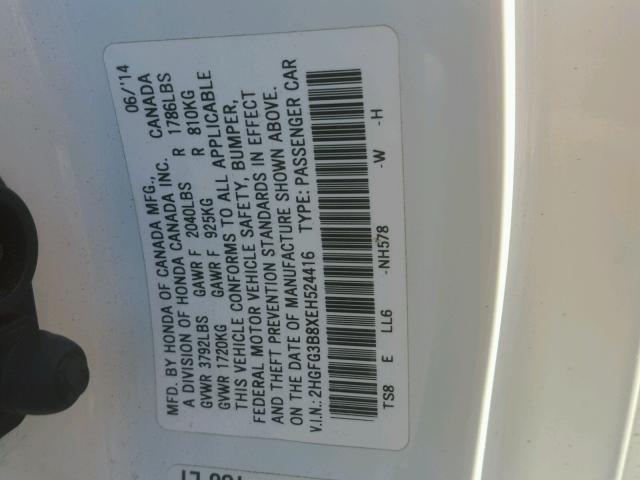 MFD. BY HONDA OF CANADA MFG., 06/'14
A DIVISION OF HONDA CANADA INC. CANADA
GVWR 3792LBS GAWR F 2040LBS R 1786LBS
GVWR 1720KG GAWR F 925KG R 810KG
THIS VEHICLE CONFORMS TO ALL APPLICABLE
FEDERAL MOTOR VEHICLE SAFETY, BUMPER,
AND THEFT PREVENTION STANDARDS IN EFFECT
ON THE DATE OF MANUFACTURE SHOWN ABOVE.
V.I.N.: 2HGFG3B8XEH524416 TYPE: PASSENGER CAR
TS8 E LL6 -NH578 -W -H